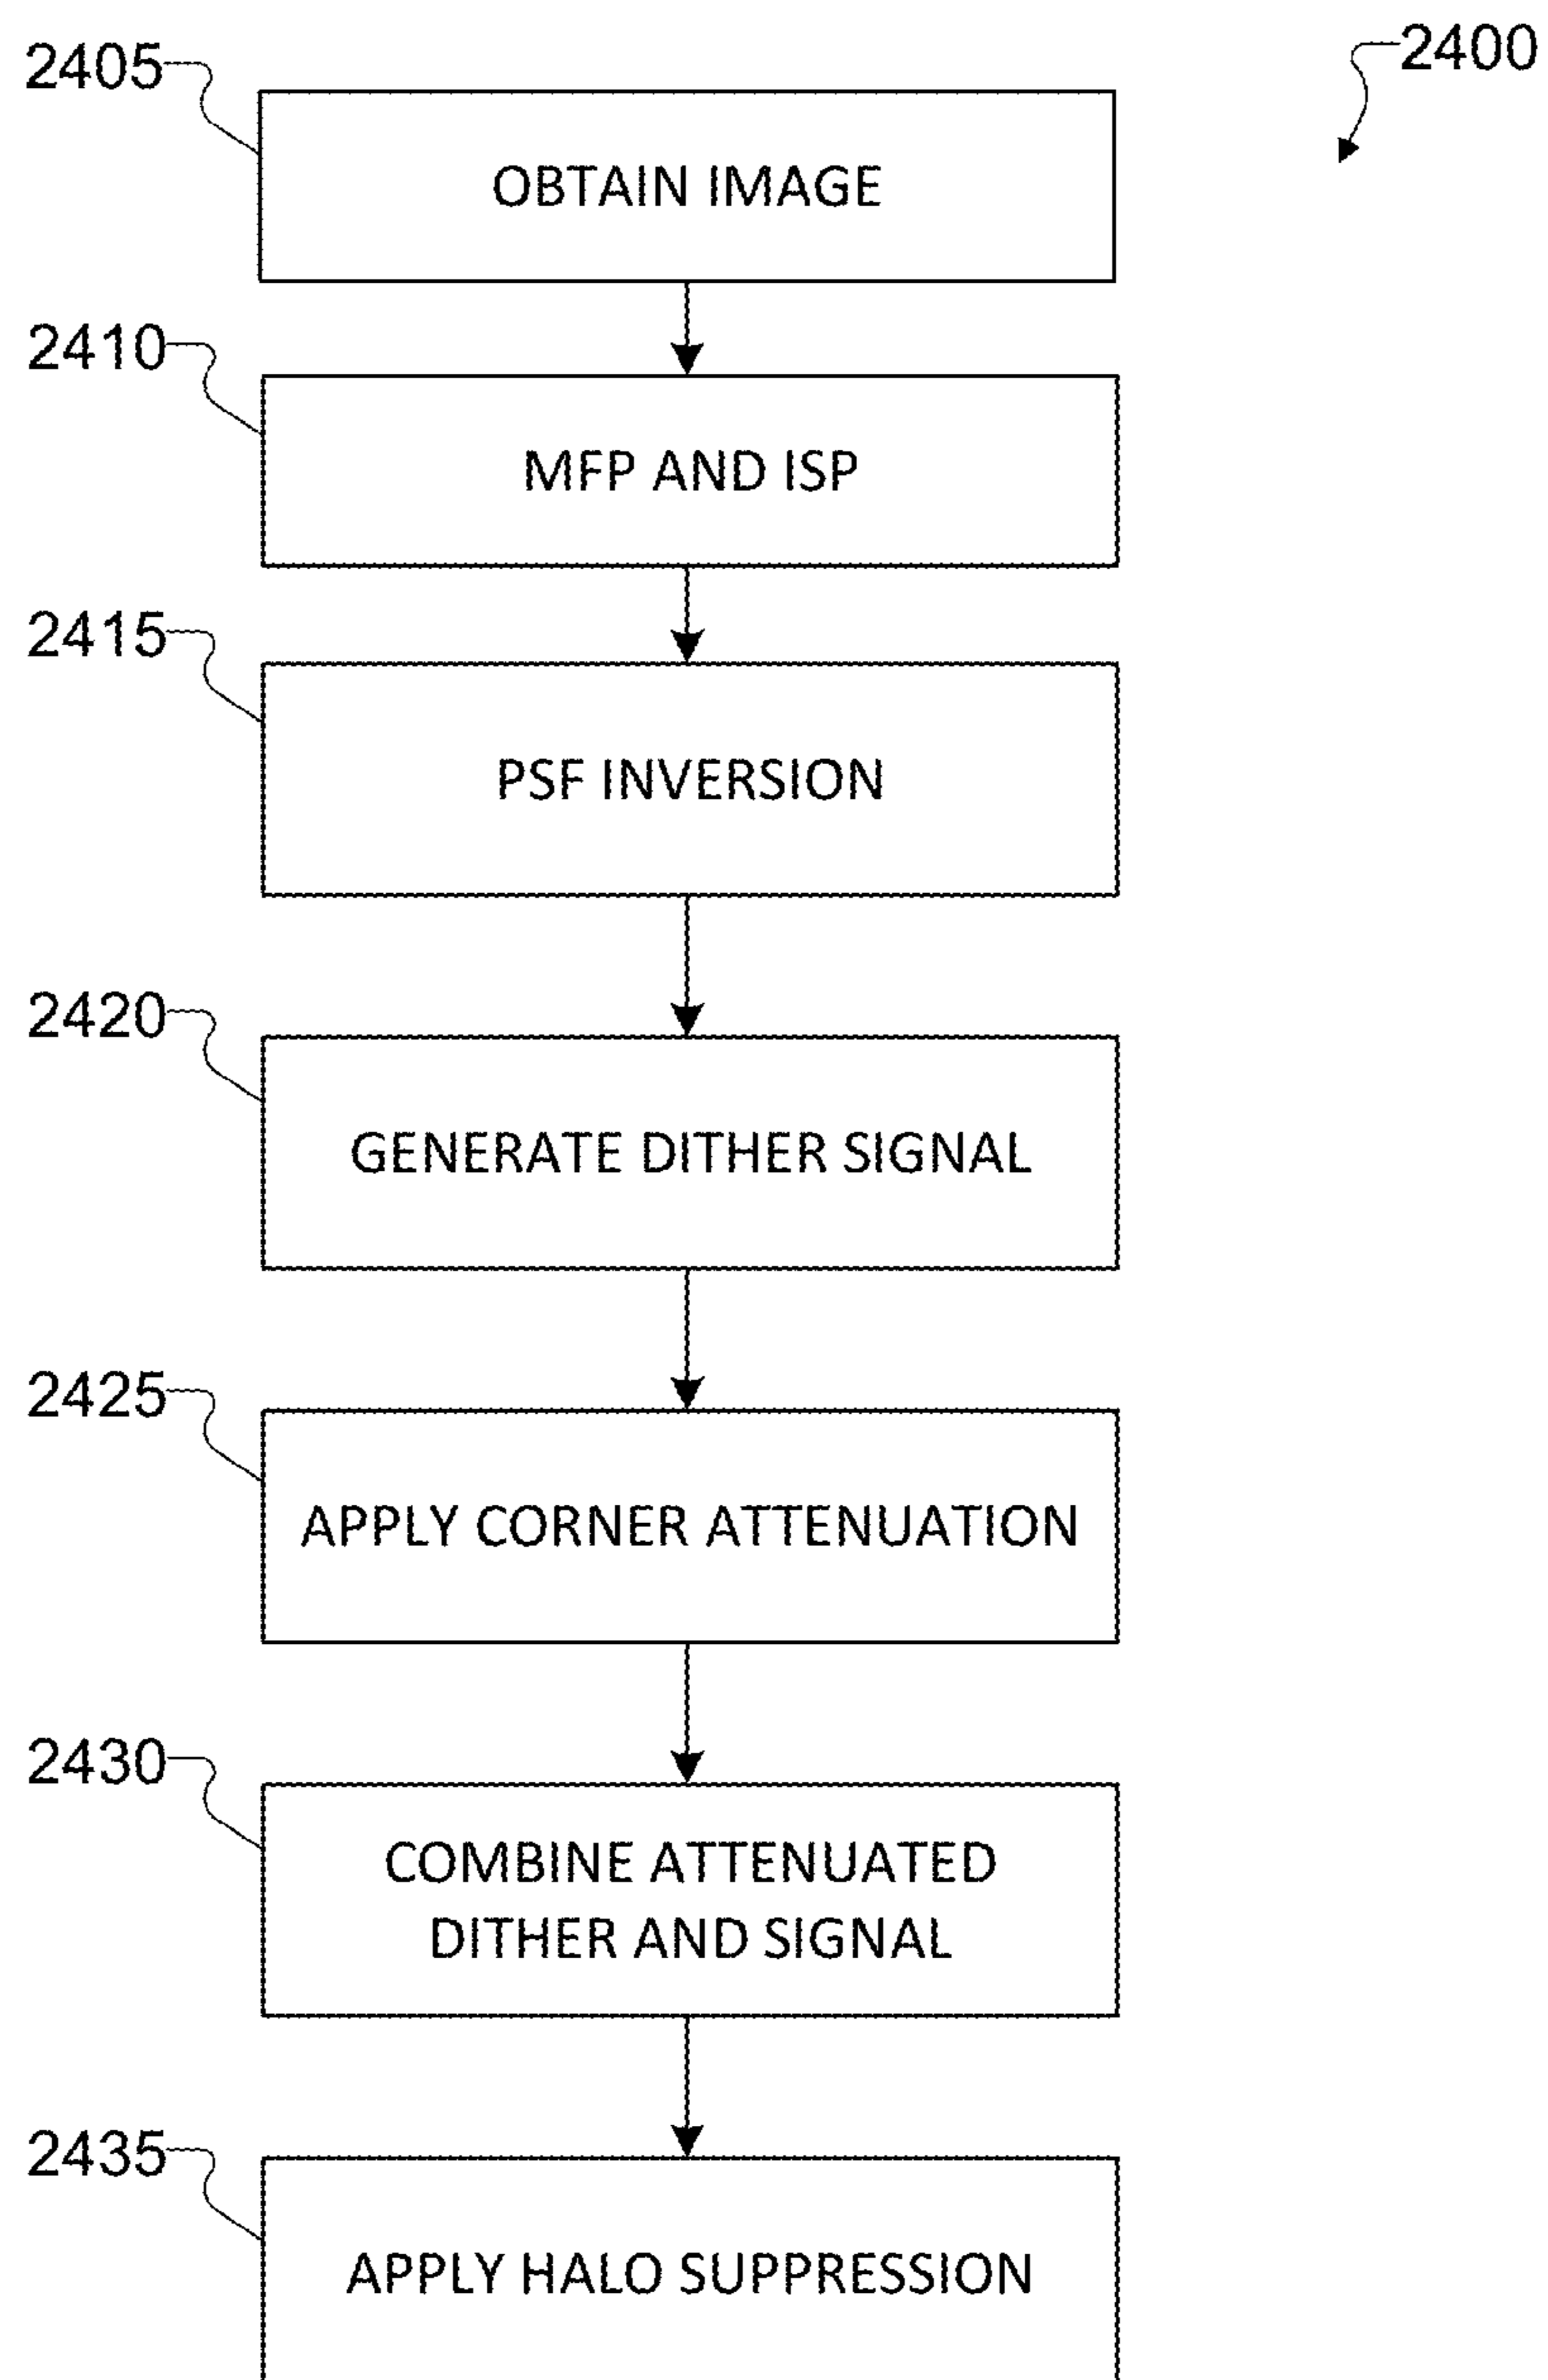 2400
2405
OBTAIN IMAGE
2410
MFP AND ISP
2415
PSF INVERSION
2420
GENERATE DITHER SIGNAL
2425
APPLY CORNER ATTENUATION
2430
COMBINE ATTENUATED
DITHER AND SIGNAL
2435
APPLY HALO SUPPRESSION